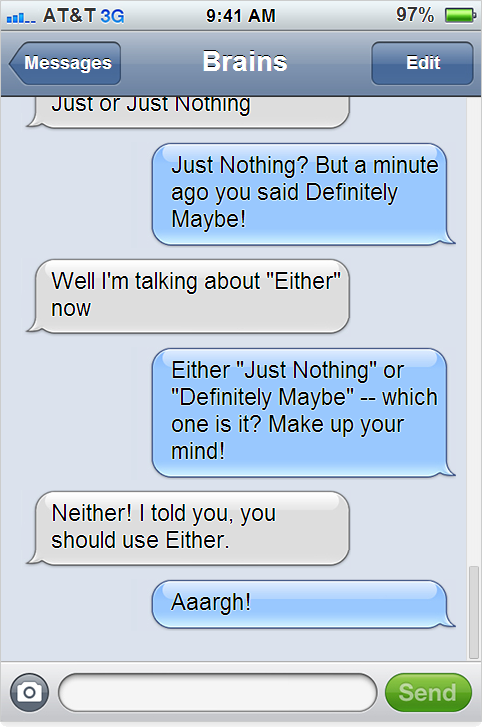 AT&T 3G 9:41 AM 97%
Messages Brains Edit
Just or Just Nothing
Just Nothing? But a minute
ago you said Definitely
Maybe!
Well I'm talking about "Either"
now
Either "Just Nothing" or
"Definitely Maybe" -- which
one is it? Make up your
mind!
Neither! I told you, you
should use Either.
Aaargh!
Send